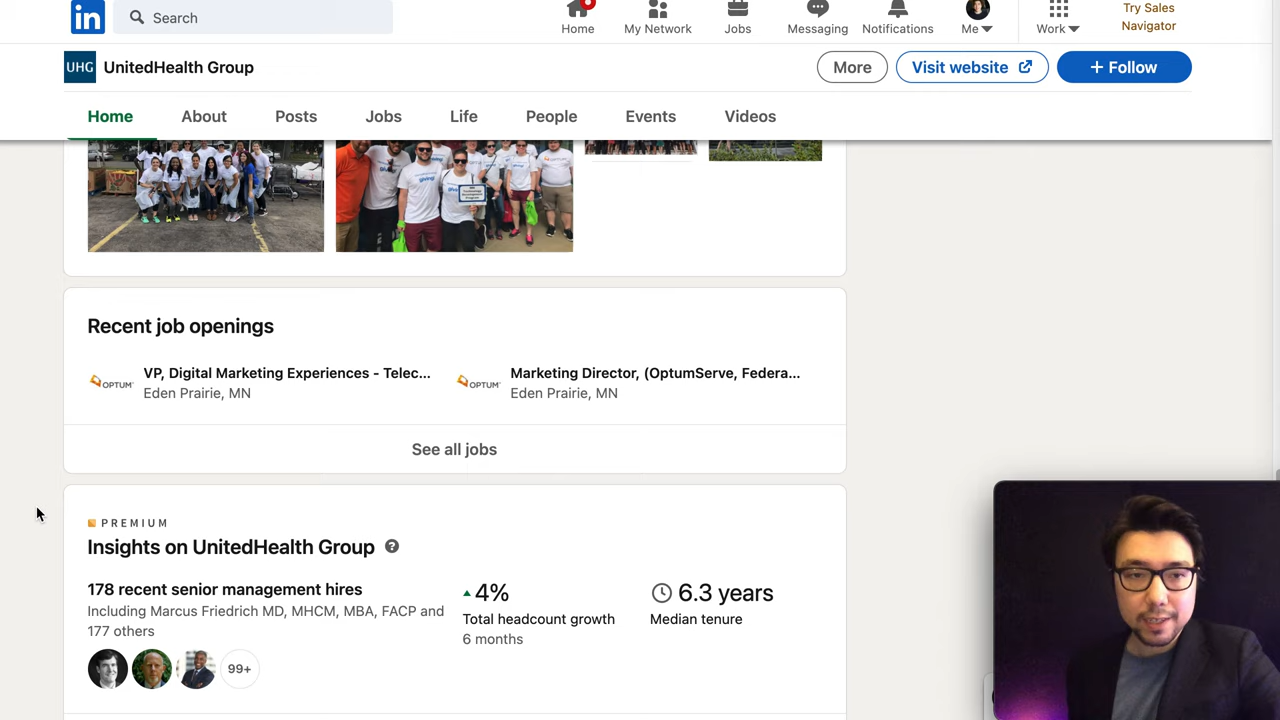 in
Search
Home
My Network
Jobs
Messaging
Notifications
Me
Work
Try Sales
Navigator
UHG
UnitedHealth Group
More
Visit website
+ Follow
Home
About
Posts
Jobs
Life
People
Events
Videos
Recent job openings
OPTUM
VP, Digital Marketing Experiences - Telec...
Eden Prairie, MN
OPTUM
Marketing Director, (OptumServe, Federa...
Eden Prairie, MN
See all jobs
PREMIUM
Insights on UnitedHealth Group ?
178 recent senior management hires
Including Marcus Friedrich MD, MHCM, MBA, FACP and
177 others
99+
4%
Total headcount growth
6 months
6.3 years
Median tenure